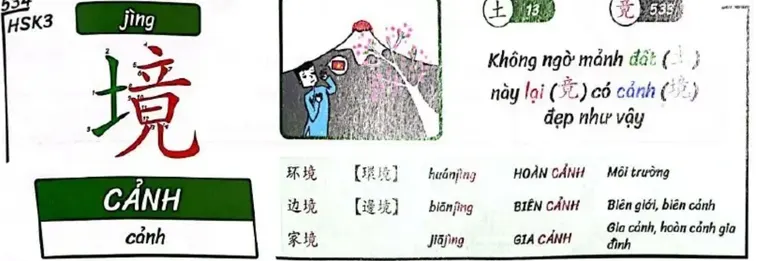 534
HSK3
jìng
境
CẢNH
cảnh
土 13
竟 535
Không ngờ mảnh đất (土)
này lại (竟) có cảnh (境)
đẹp như vậy
环境 【環境】 huánjìng HOÀN CẢNH Môi trường
边境 【邊境】 biānjìng BIÊN CẢNH Biên giới, biên cảnh
家境 jiājìng GIA CẢNH Gia cảnh, hoàn cảnh gia
đình